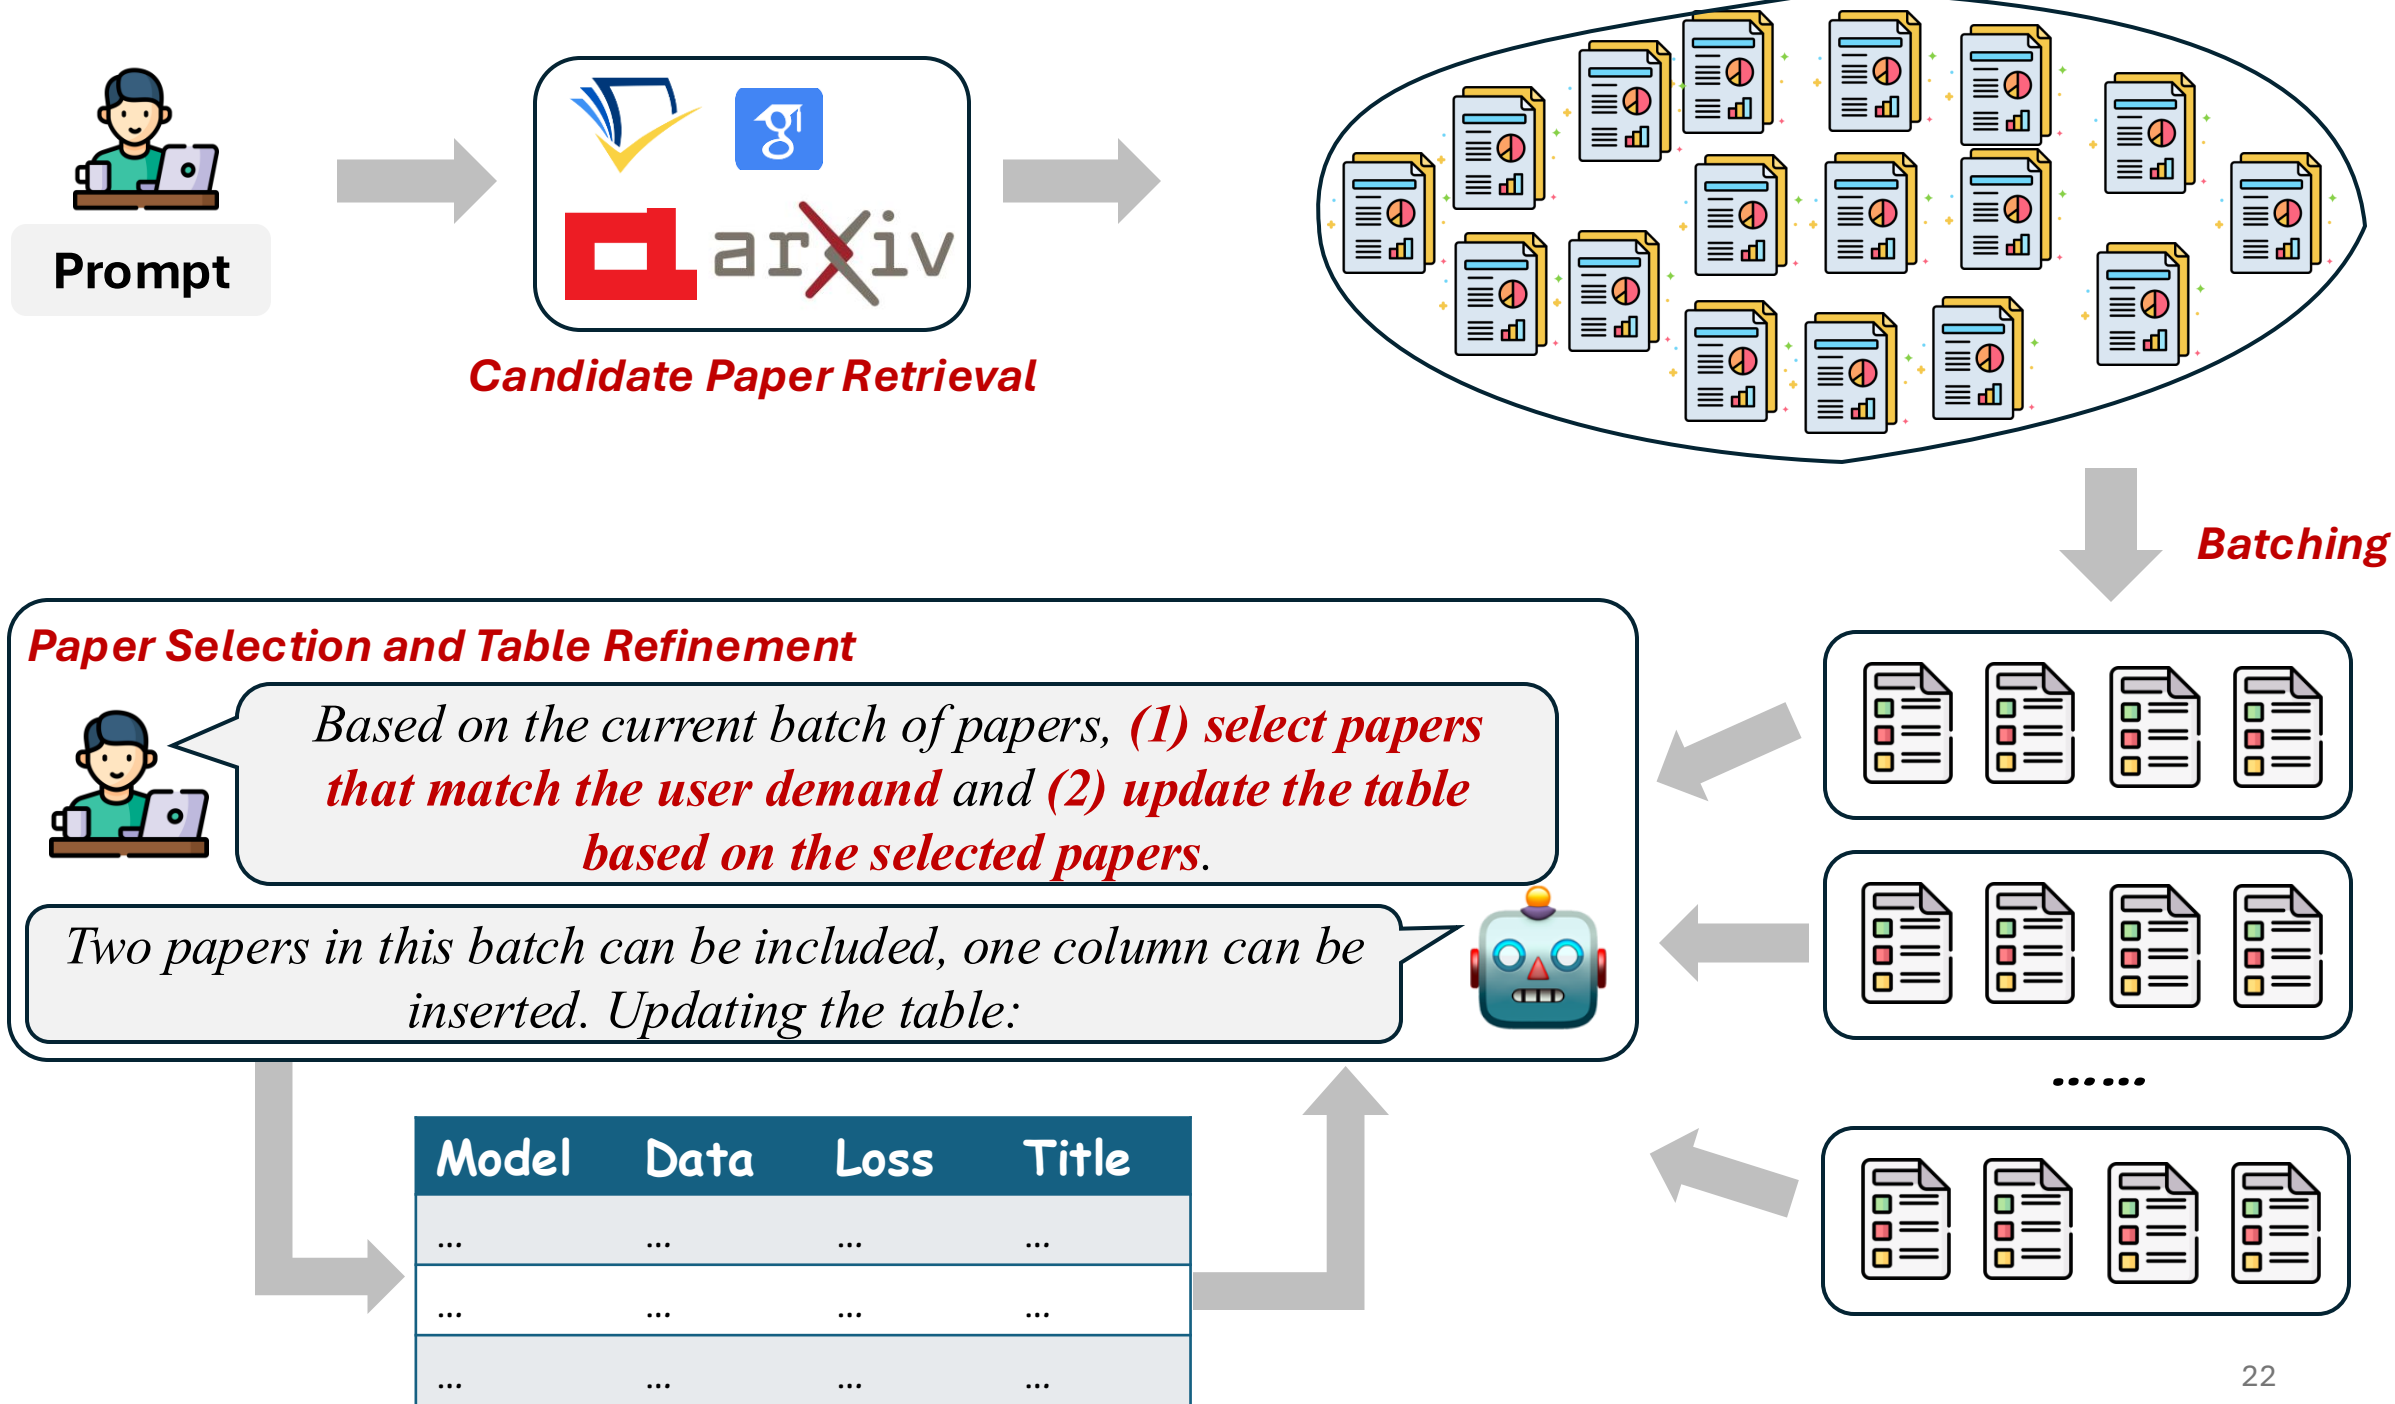 Prompt
arXiv
Candidate Paper Retrieval
Batching
Paper Selection and Table Refinement
Based on the current batch of papers, (1) select papers
that match the user demand and (2) update the table
based on the selected papers.
Two papers in this batch can be included, one column can be
inserted. Updating the table:
......
Model Data Loss Title
... ... ... ...
... ... ... ...
... ... ... ...
22